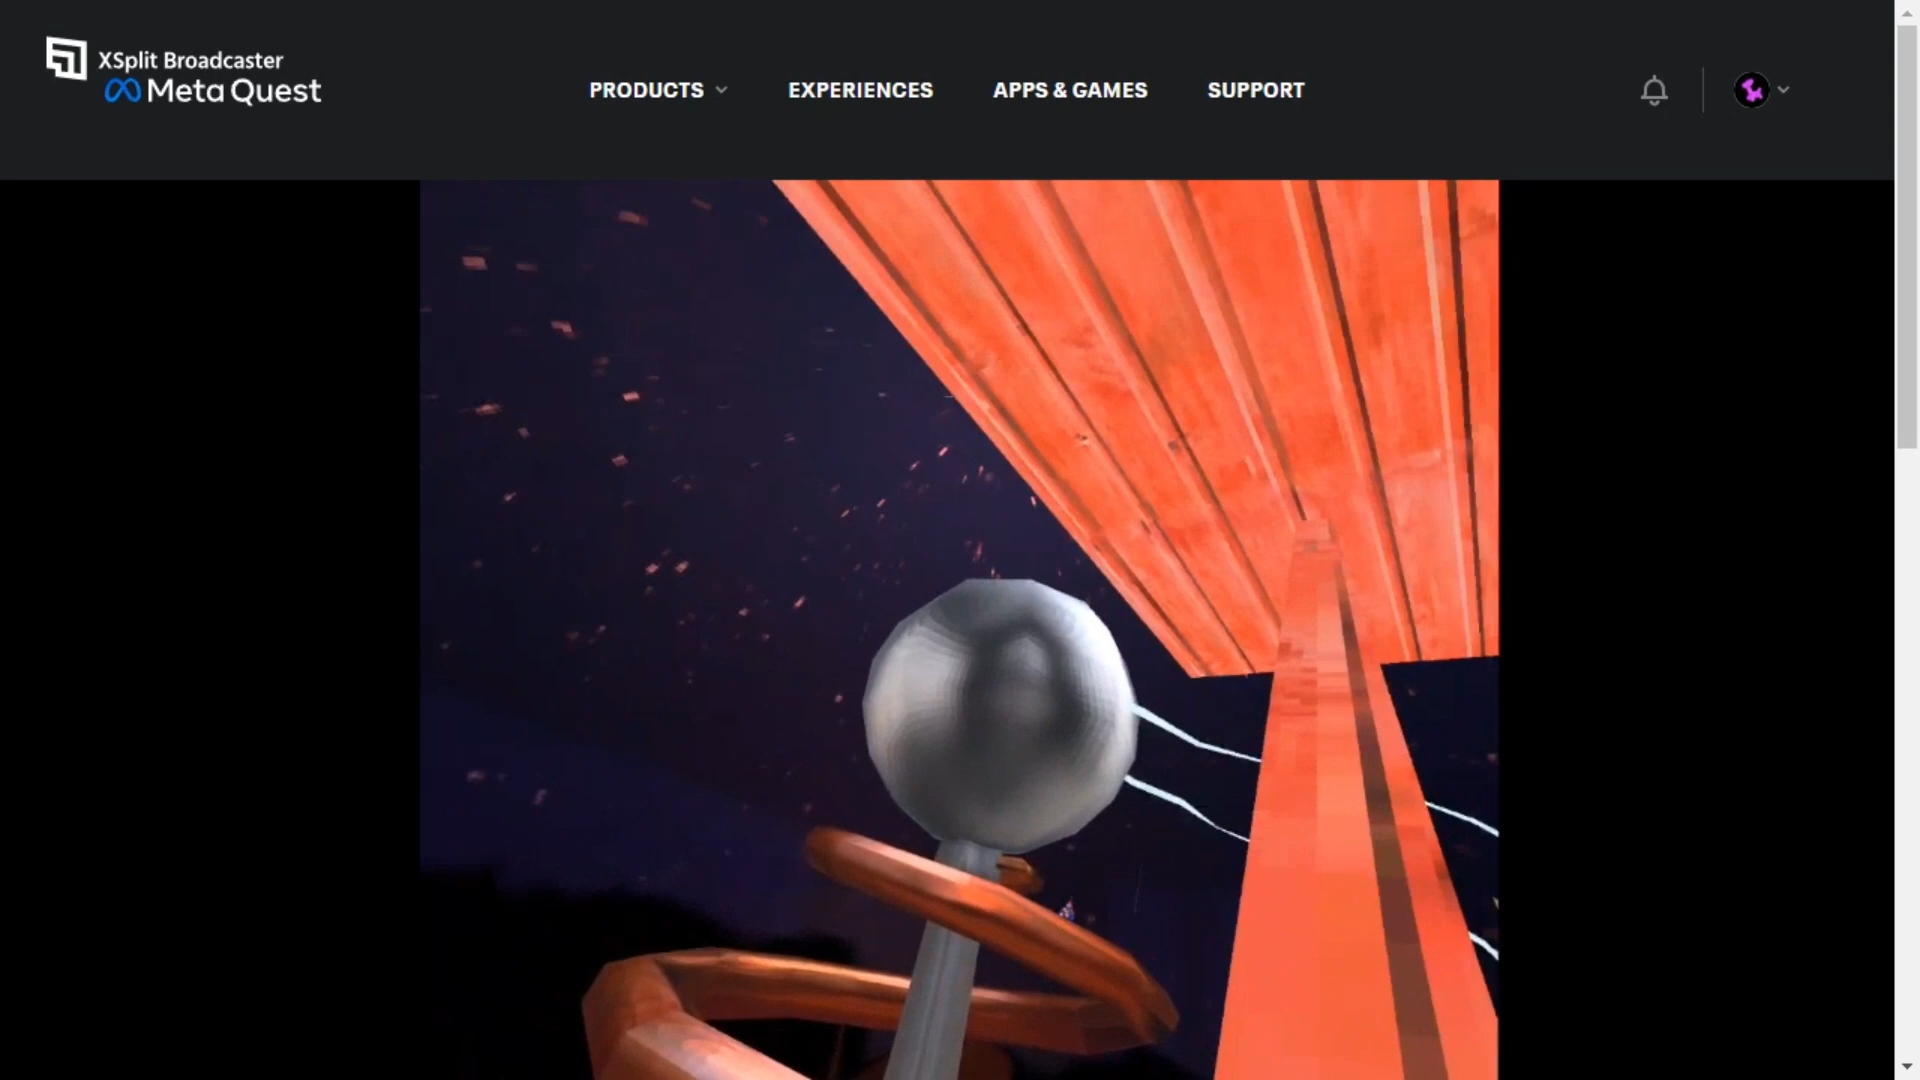 XSplit Broadcaster
Meta Quest
PRODUCTS
EXPERIENCES
APPS & GAMES
SUPPORT